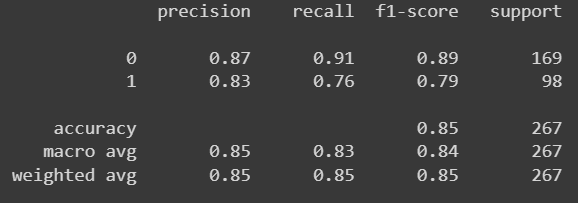 precision recall f1-score support
0 0.87 0.91 0.89 169
1 0.83 0.76 0.79 98
accuracy 0.85 267
macro avg 0.85 0.83 0.84 267
weighted avg 0.85 0.85 0.85 267